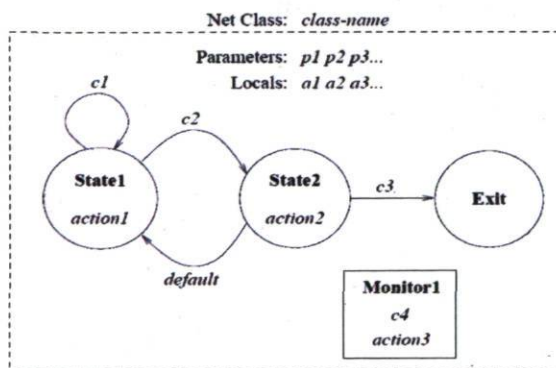 Net Class: class-name
Parameters: p1 p2 p3...
Locals: a1 a2 a3...
c1
c2
State1
action1
State2
action2
c3
Exit
default
Monitor1
c4
action3